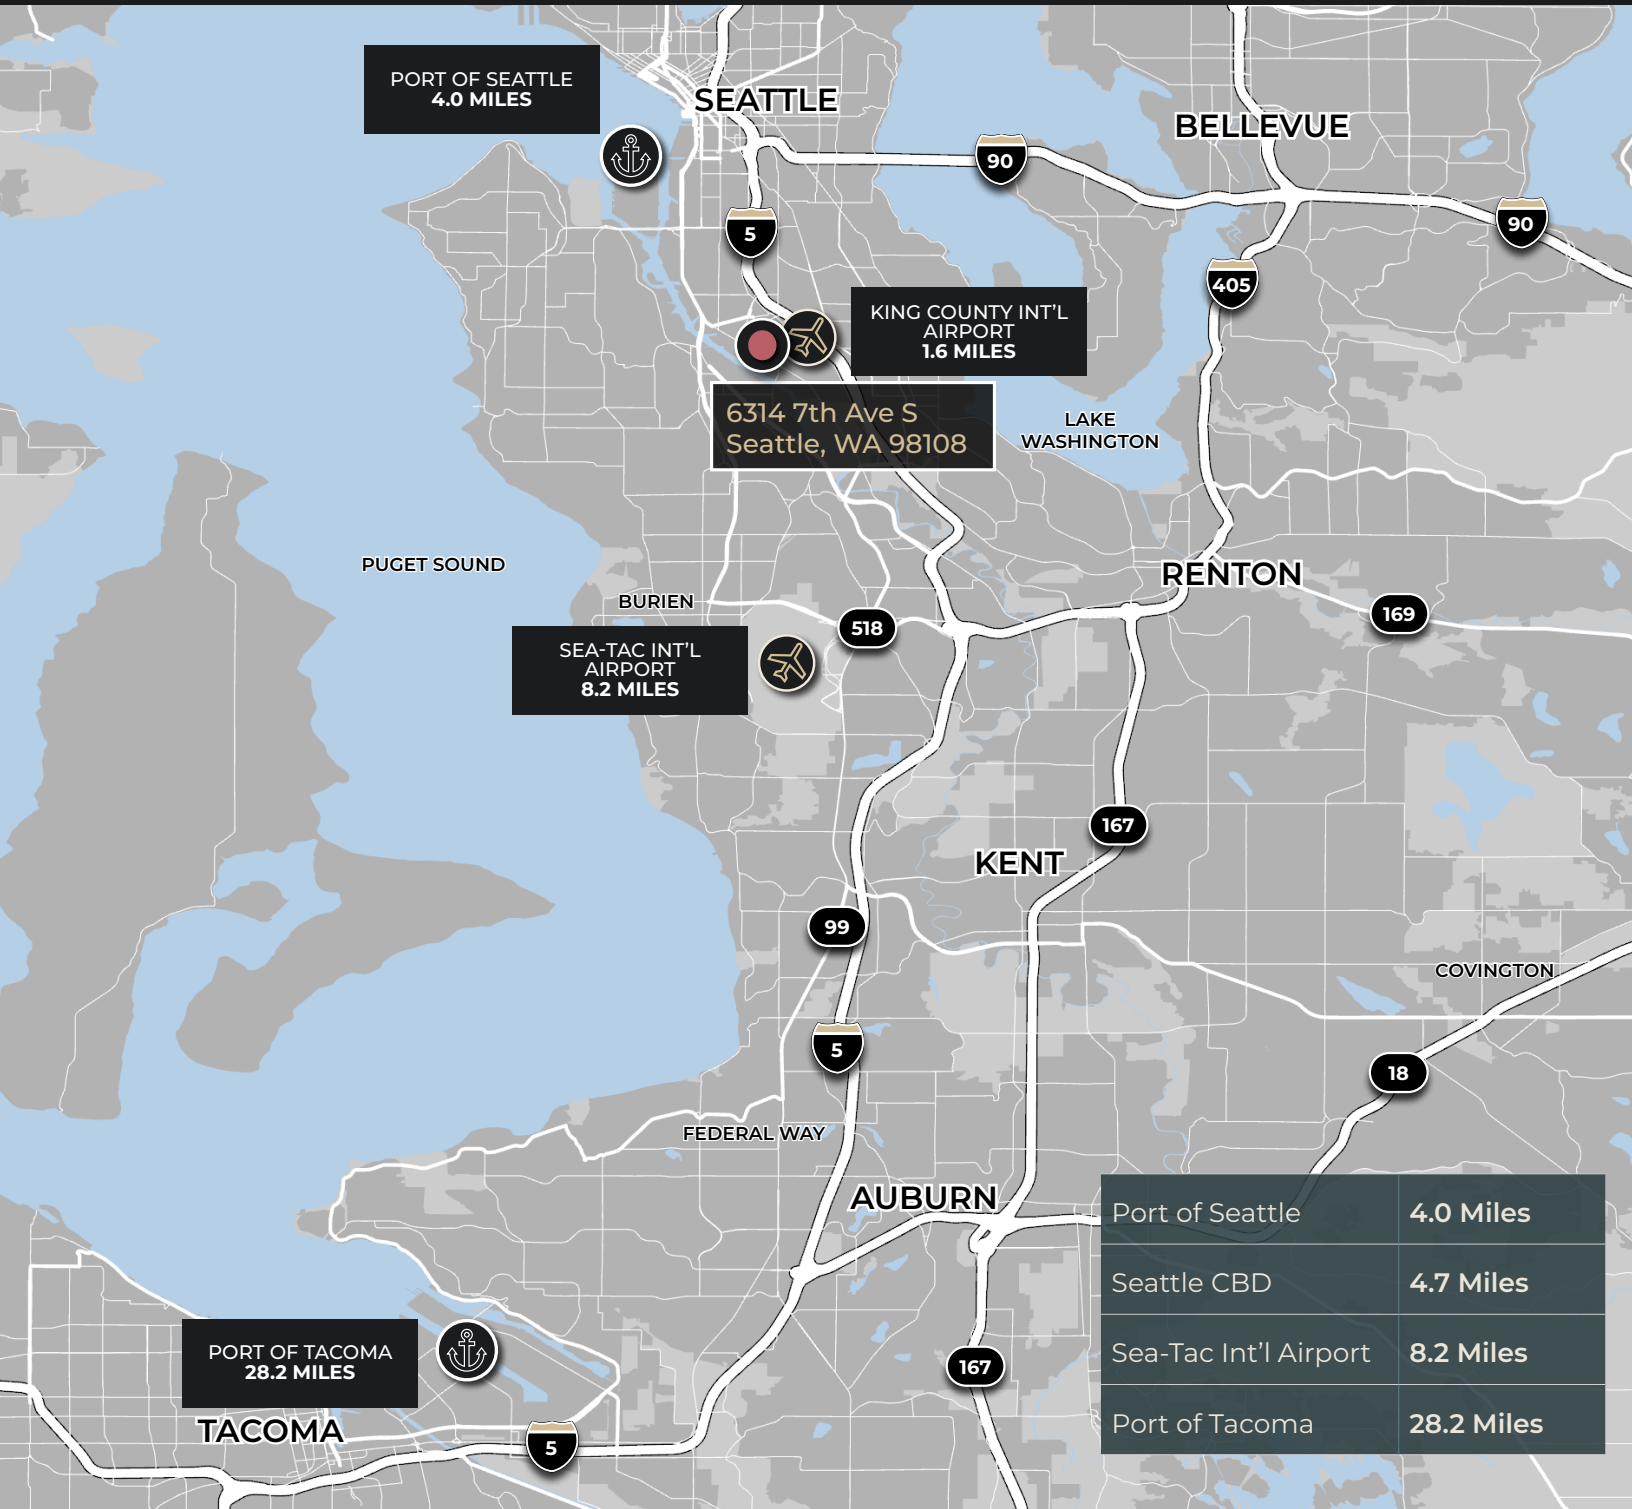 PORT OF SEATTLE
4.0 MILES
SEATTLE
BELLEVUE
90
5
90
405
KING COUNTY INT'L
AIRPORT
1.6 MILES
6314 7th Ave S
Seattle, WA 98108
LAKE
WASHINGTON
PUGET SOUND
RENTON
BURIEN
518
169
SEA-TAC INT'L
AIRPORT
8.2 MILES
167
KENT
99
COVINGTON
5
18
FEDERAL WAY
AUBURN
Port of Seattle 4.0 Miles
Seattle CBD 4.7 Miles
Sea-Tac Int'l Airport 8.2 Miles
Port of Tacoma 28.2 Miles
PORT OF TACOMA
28.2 MILES
167
TACOMA
5